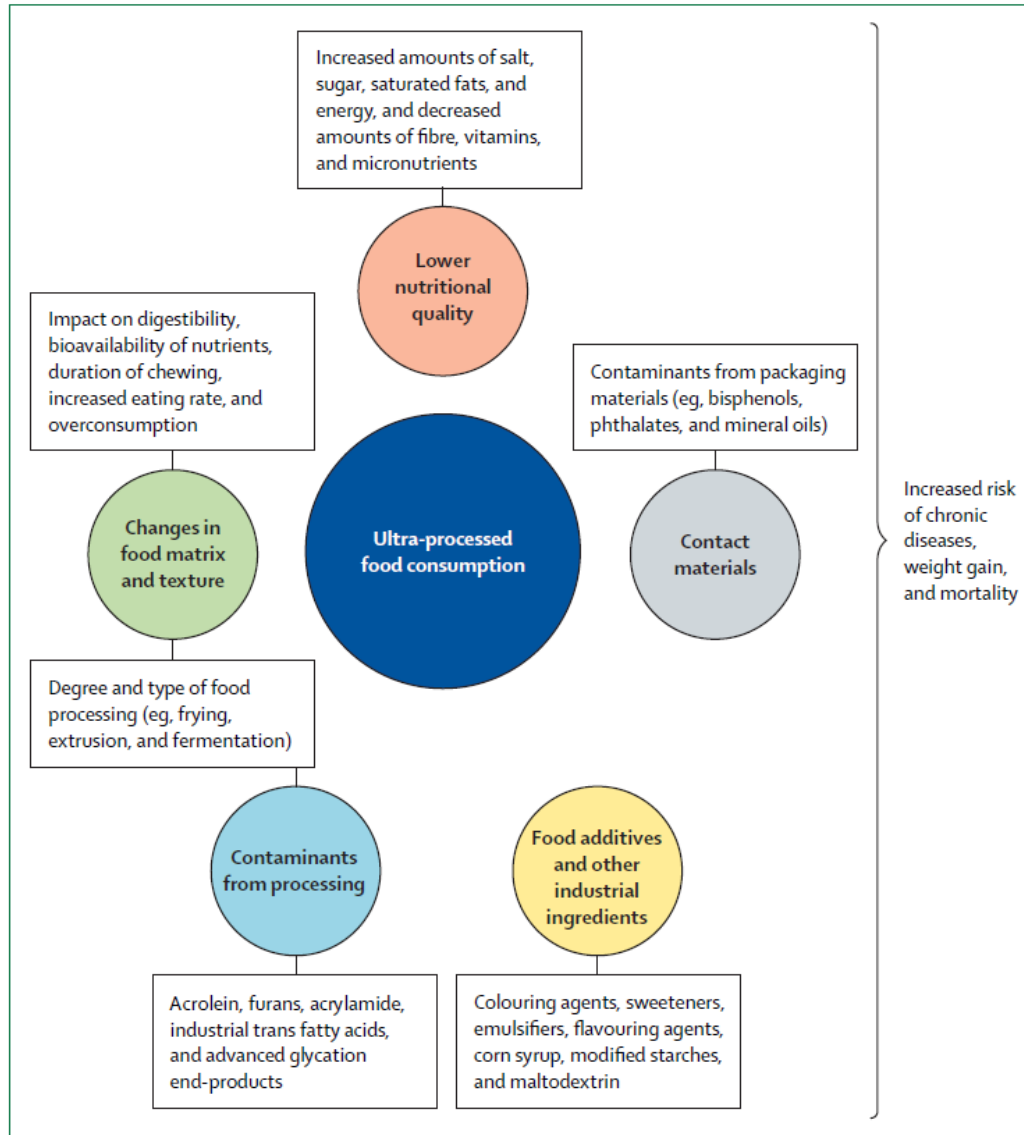 Increased amounts of salt,
sugar, saturated fats, and
energy, and decreased
amounts of fibre, vitamins,
and micronutrients
Lower
nutritional
quality
Impact on digestibility,
bioavailability of nutrients,
duration of chewing,
increased eating rate, and
overconsumption
Contaminants from packaging
materials (eg, bisphenols,
phthalates, and mineral oils)
Changes in
food matrix
and texture
Ultra-processed
food consumption
Contact
materials
Increased risk
of chronic
diseases,
weight gain,
and mortality
Degree and type of food
processing (eg, frying,
extrusion, and fermentation)
Contaminants
from processing
Food additives
and other
industrial
ingredients
Acrolein, furans, acrylamide,
industrial trans fatty acids,
and advanced glycation
end-products
Colouring agents, sweeteners,
emulsifiers, flavouring agents,
corn syrup, modified starches,
and maltodextrin